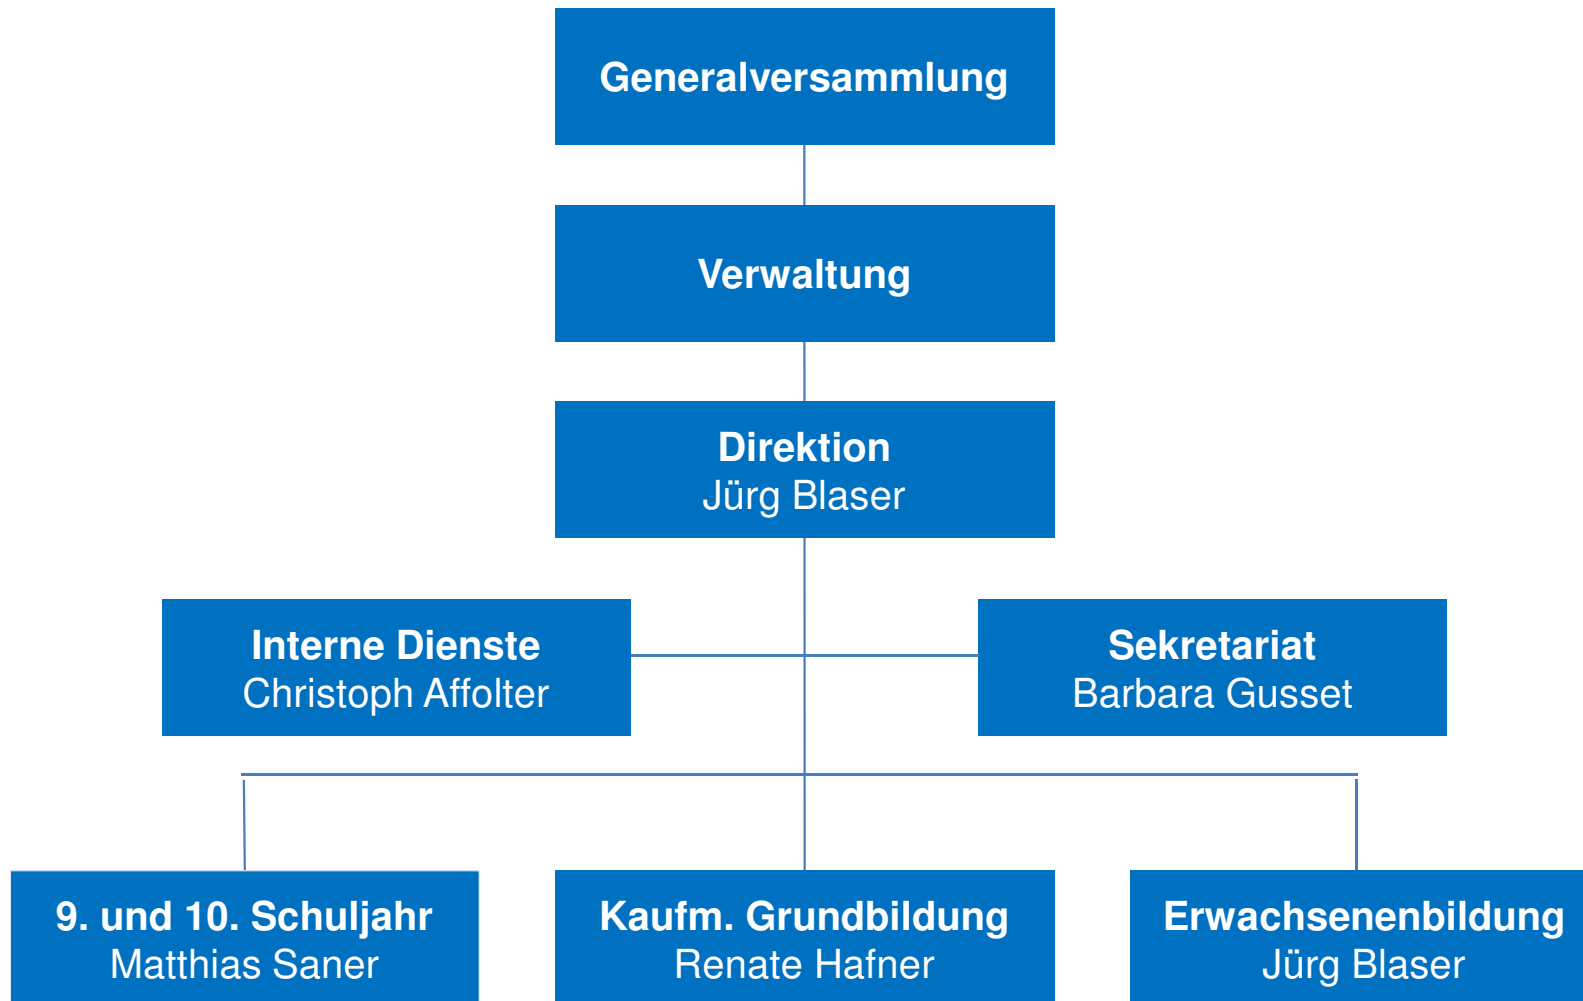 Generalversammlung
Verwaltung
Direktion
Jürg Blaser
Interne Dienste
Christoph Affolter
Sekretariat
Barbara Gusset
9. und 10. Schuljahr
Matthias Saner
Kaufm. Grundbildung
Renate Hafner
Erwachsenenbildung
Jürg Blaser